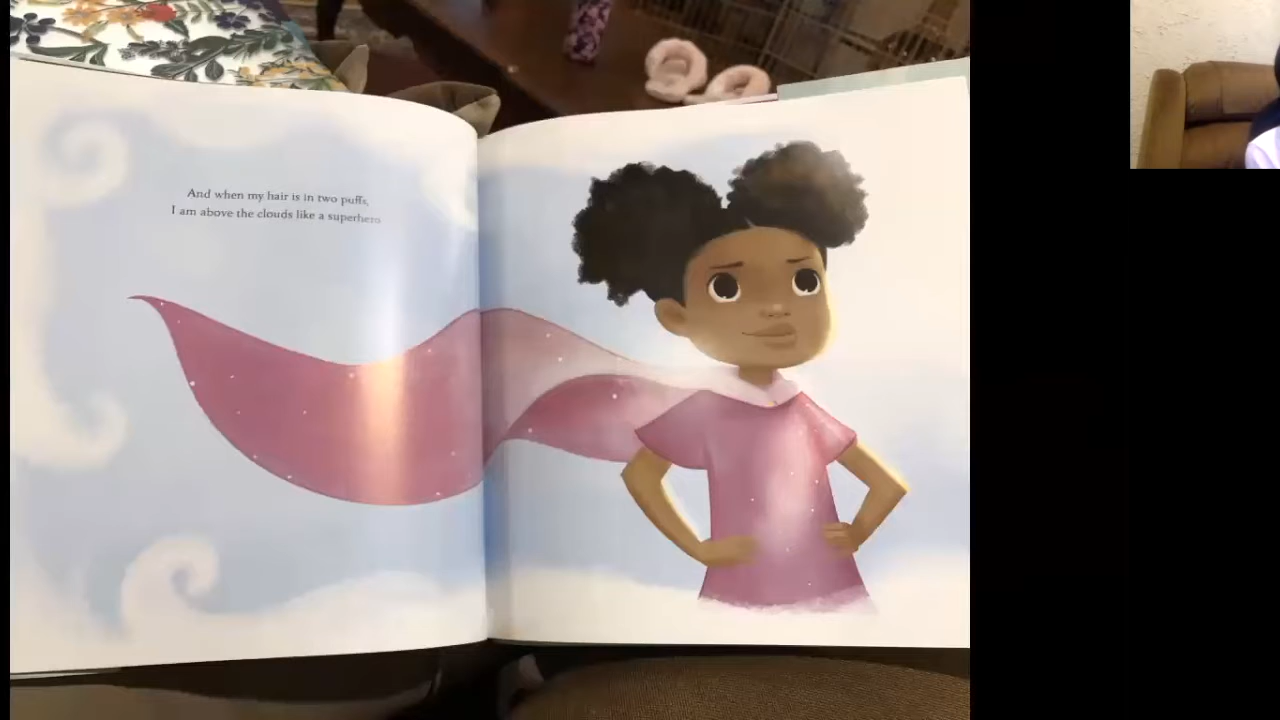 And when my hair is in two puffs,
I am above the clouds like a superhero